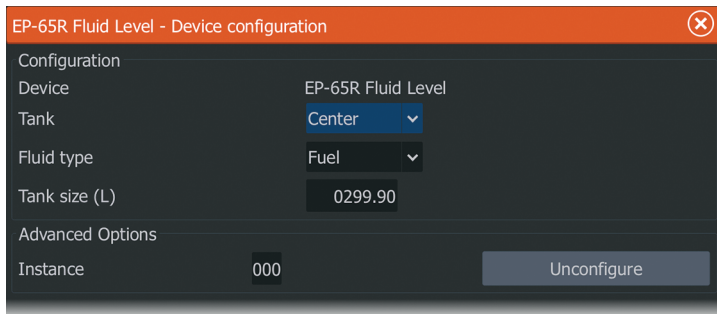 EP-65R Fluid Level - Device configuration
Configuration
Device EP-65R Fluid Level
Tank Center
Fluid type Fuel
Tank size (L) 0299.90
Advanced Options
Instance 000 Unconfigure